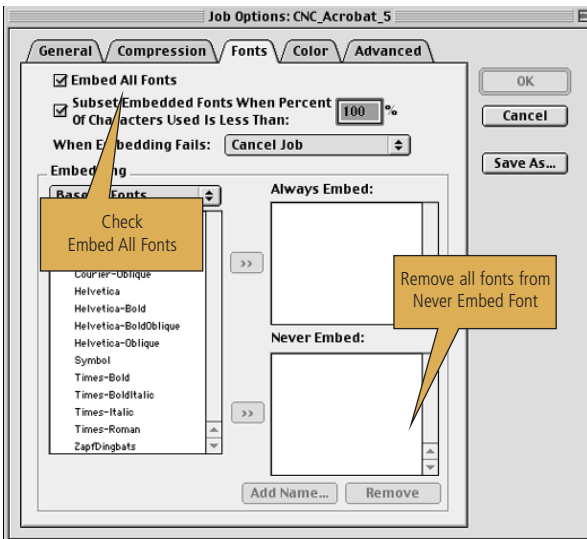 Job Options: CNC_Acrobat_5
General Compression Fonts Color Advanced
Embed All Fonts
Subset Embedded Fonts When Percent
Of Characters Used Is Less Than: 100 %
When Embedding Fails: Cancel Job
OK
Cancel
Save As...
Embedding
Base Fonts
Always Embed:
Check
Embed All Fonts
Courier-Oblique
Helvetica
Helvetica-Bold
Helvetica-BoldOblique
Helvetica-Oblique
Symbol
Times-Bold
Times-BoldItalic
Times-Italic
Times-Roman
ZapfDingbats
>>
Remove all fonts from
Never Embed Font
Never Embed:
>>
Add Name... Remove